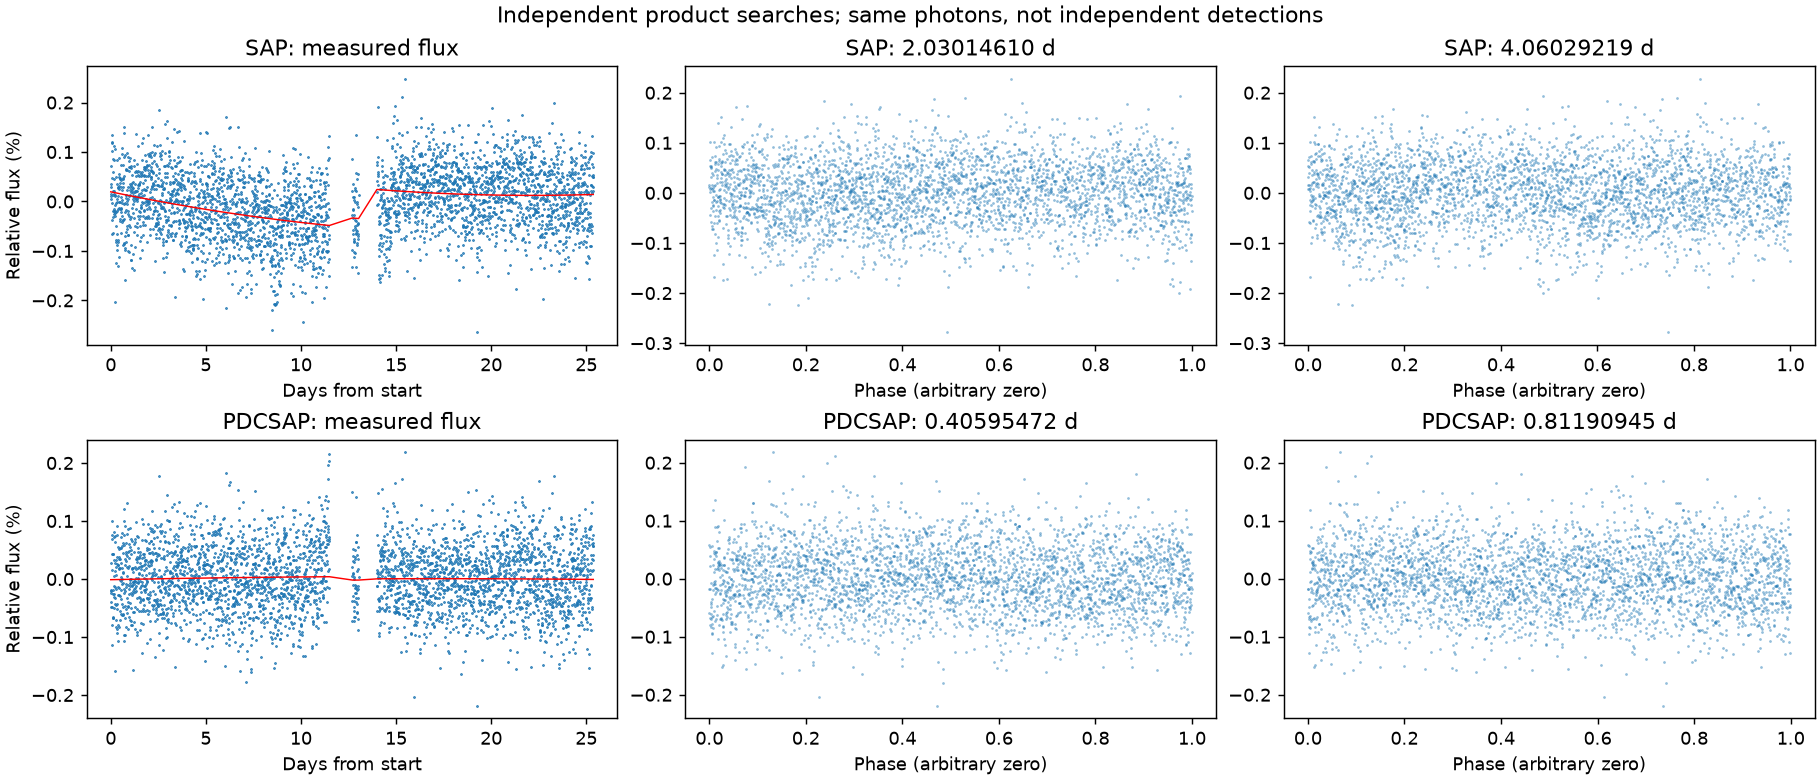 Independent product searches; same photons, not independent detections
SAP: measured flux
SAP: 2.03014610 d
SAP: 4.06029219 d
Relative flux (%)
0.2
0.1
0.0
−0.1
−0.2
0 5 10 15 20 25
Days from start
0.2
0.1
0.0
−0.1
−0.2
−0.3
0.0 0.2 0.4 0.6 0.8 1.0
Phase (arbitrary zero)
0.2
0.1
0.0
−0.1
−0.2
−0.3
0.0 0.2 0.4 0.6 0.8 1.0
Phase (arbitrary zero)
PDCSAP: measured flux
PDCSAP: 0.40595472 d
PDCSAP: 0.81190945 d
Relative flux (%)
0.2
0.1
0.0
−0.1
−0.2
0 5 10 15 20 25
Days from start
0.2
0.1
0.0
−0.1
−0.2
0.0 0.2 0.4 0.6 0.8 1.0
Phase (arbitrary zero)
0.2
0.1
0.0
−0.1
−0.2
0.0 0.2 0.4 0.6 0.8 1.0
Phase (arbitrary zero)